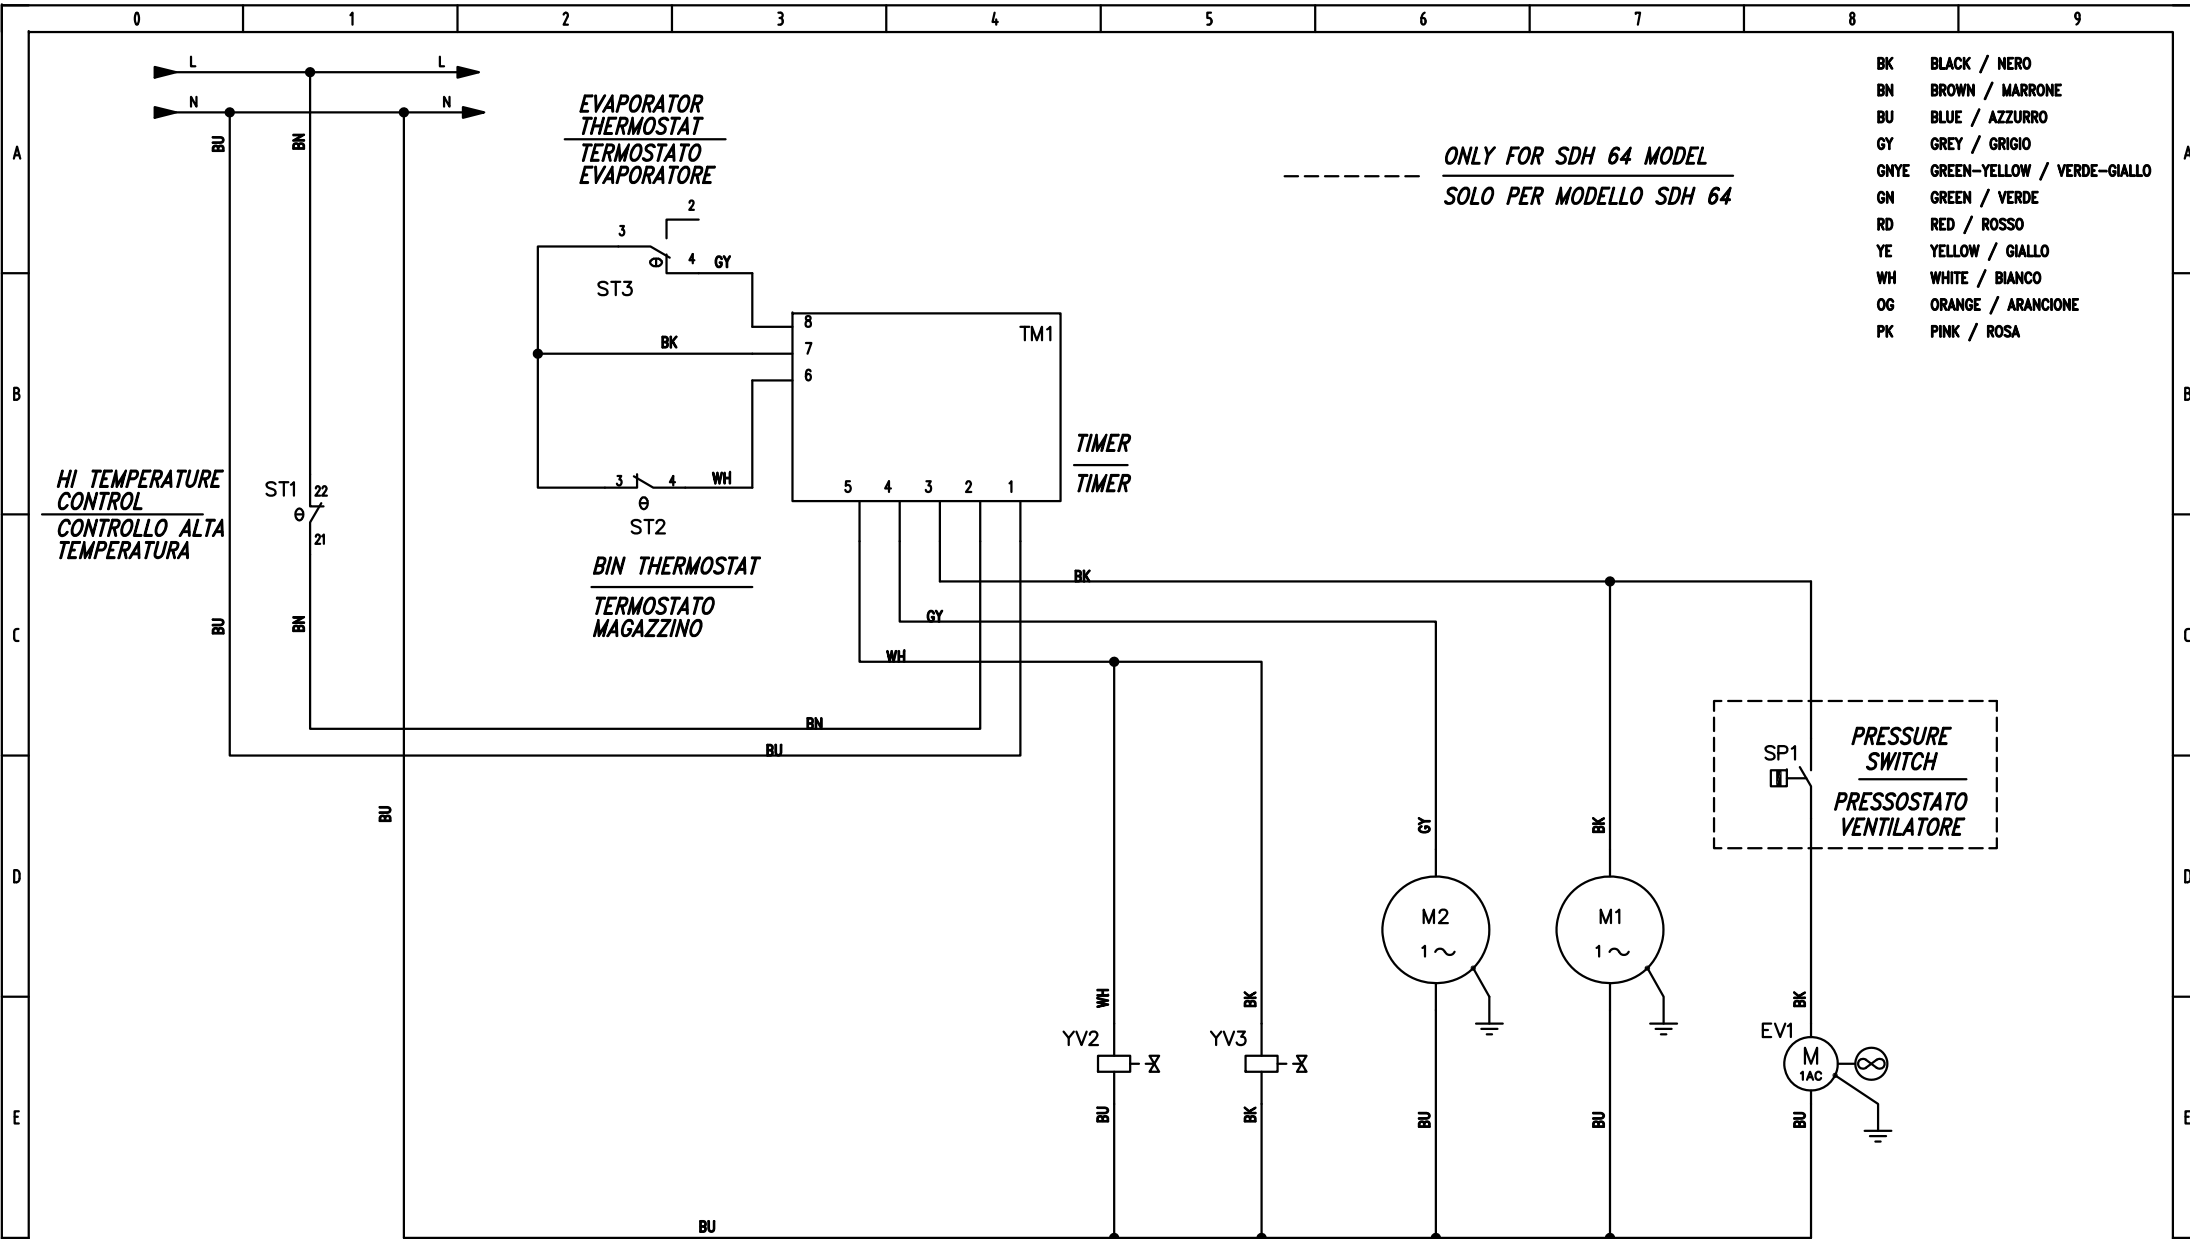 0 1 2 3 4 5 6 7 8 9
L L
N N
BU BN
A A
EVAPORATOR
THERMOSTAT
TERMOSTATO
EVAPORATORE
ONLY FOR SDH 64 MODEL
SOLO PER MODELLO SDH 64
BK BLACK / NERO
BN BROWN / MARRONE
BU BLUE / AZZURRO
GY GREY / GRIGIO
GNYE GREEN-YELLOW / VERDE-GIALLO
GN GREEN / VERDE
RD RED / ROSSO
YE YELLOW / GIALLO
WH WHITE / BIANCO
OG ORANGE / ARANCIONE
PK PINK / ROSA
2
3
4 GY
ST3
8
TM1
BK 7
6
B B
TIMER
TIMER
HI TEMPERATURE
CONTROL
CONTROLLO ALTA
TEMPERATURA
ST1 22
θ
21
3 4 WH
θ
ST2
5 4 3 2 1
BIN THERMOSTAT
TERMOSTATO
MAGAZZINO
BK
GY
WH
C BU BN C
BN
BU
BU
SP1
PRESSURE
SWITCH
PRESSOSTATO
VENTILATORE
GY BK
D D
M2 M1
1~ 1~
WH BK BK
YV2 YV3 EV1
M
1AC
BU BK BU BU BU
E E
BU